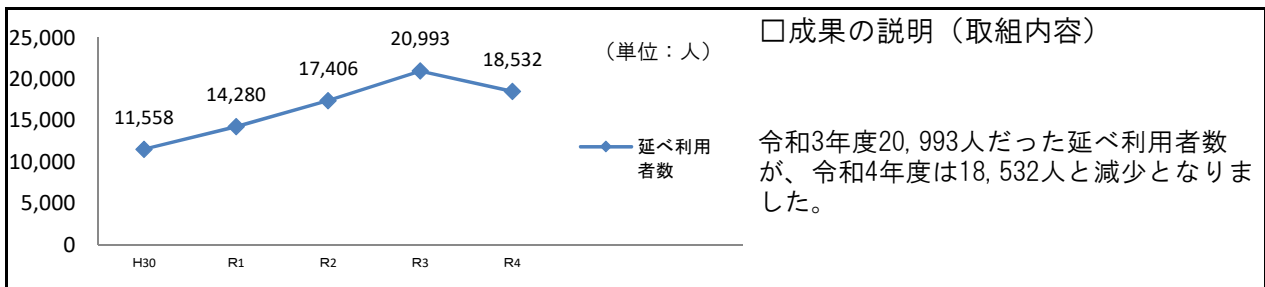 25,000
20,000
15,000
10,000
5,000
0
11,558
14,280
17,406
20,993
18,532
H30
R1
R2
R3
R4
（単位：人）
延べ利用
者数
□成果の説明（取組内容）
令和3年度20,993人だった延べ利用者数
が、令和4年度は18,532人と減少となりま
した。